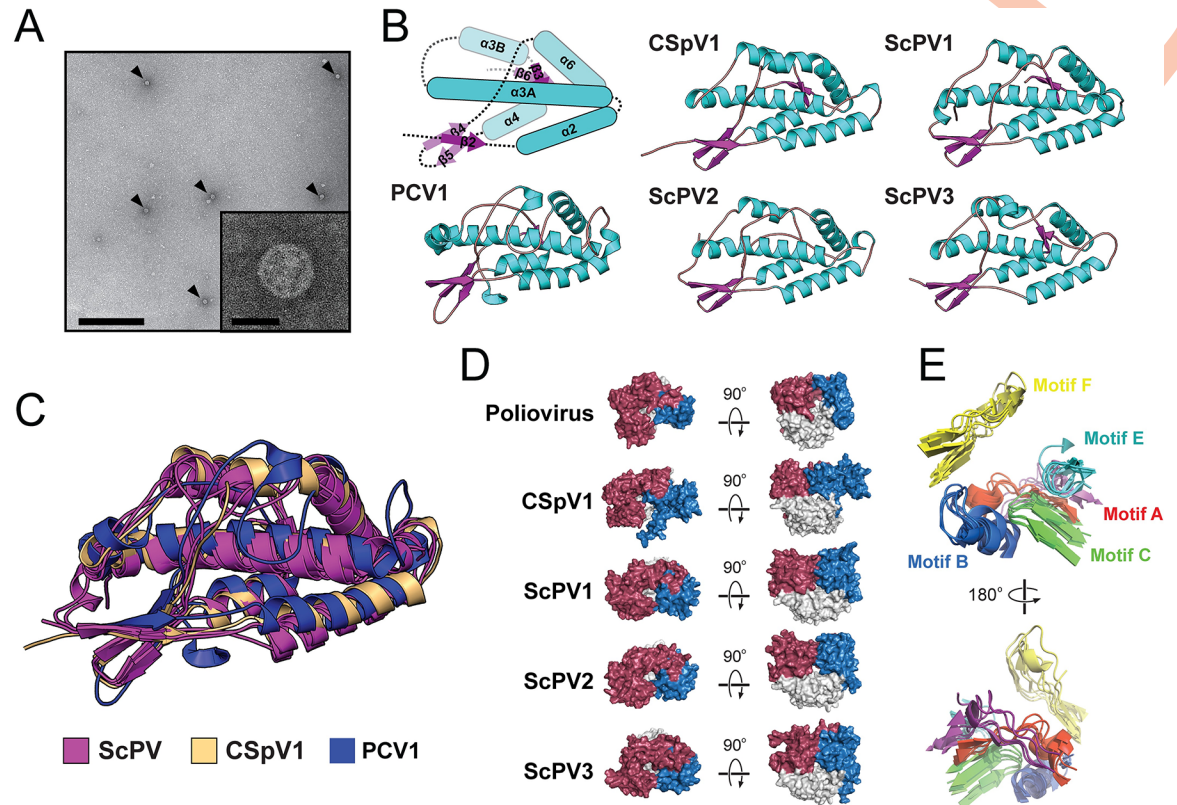 A
B
α3B
α6
β3
β6
α3A
α4
α2
β4
β2
β5
CSpV1
ScPV1
PCV1
ScPV2
ScPV3
C
ScPV
CSpV1
PCV1
D
Poliovirus
90°
CSpV1
90°
ScPV1
90°
ScPV2
90°
ScPV3
90°
E
Motif F
Motif E
Motif A
Motif B
Motif C
180°